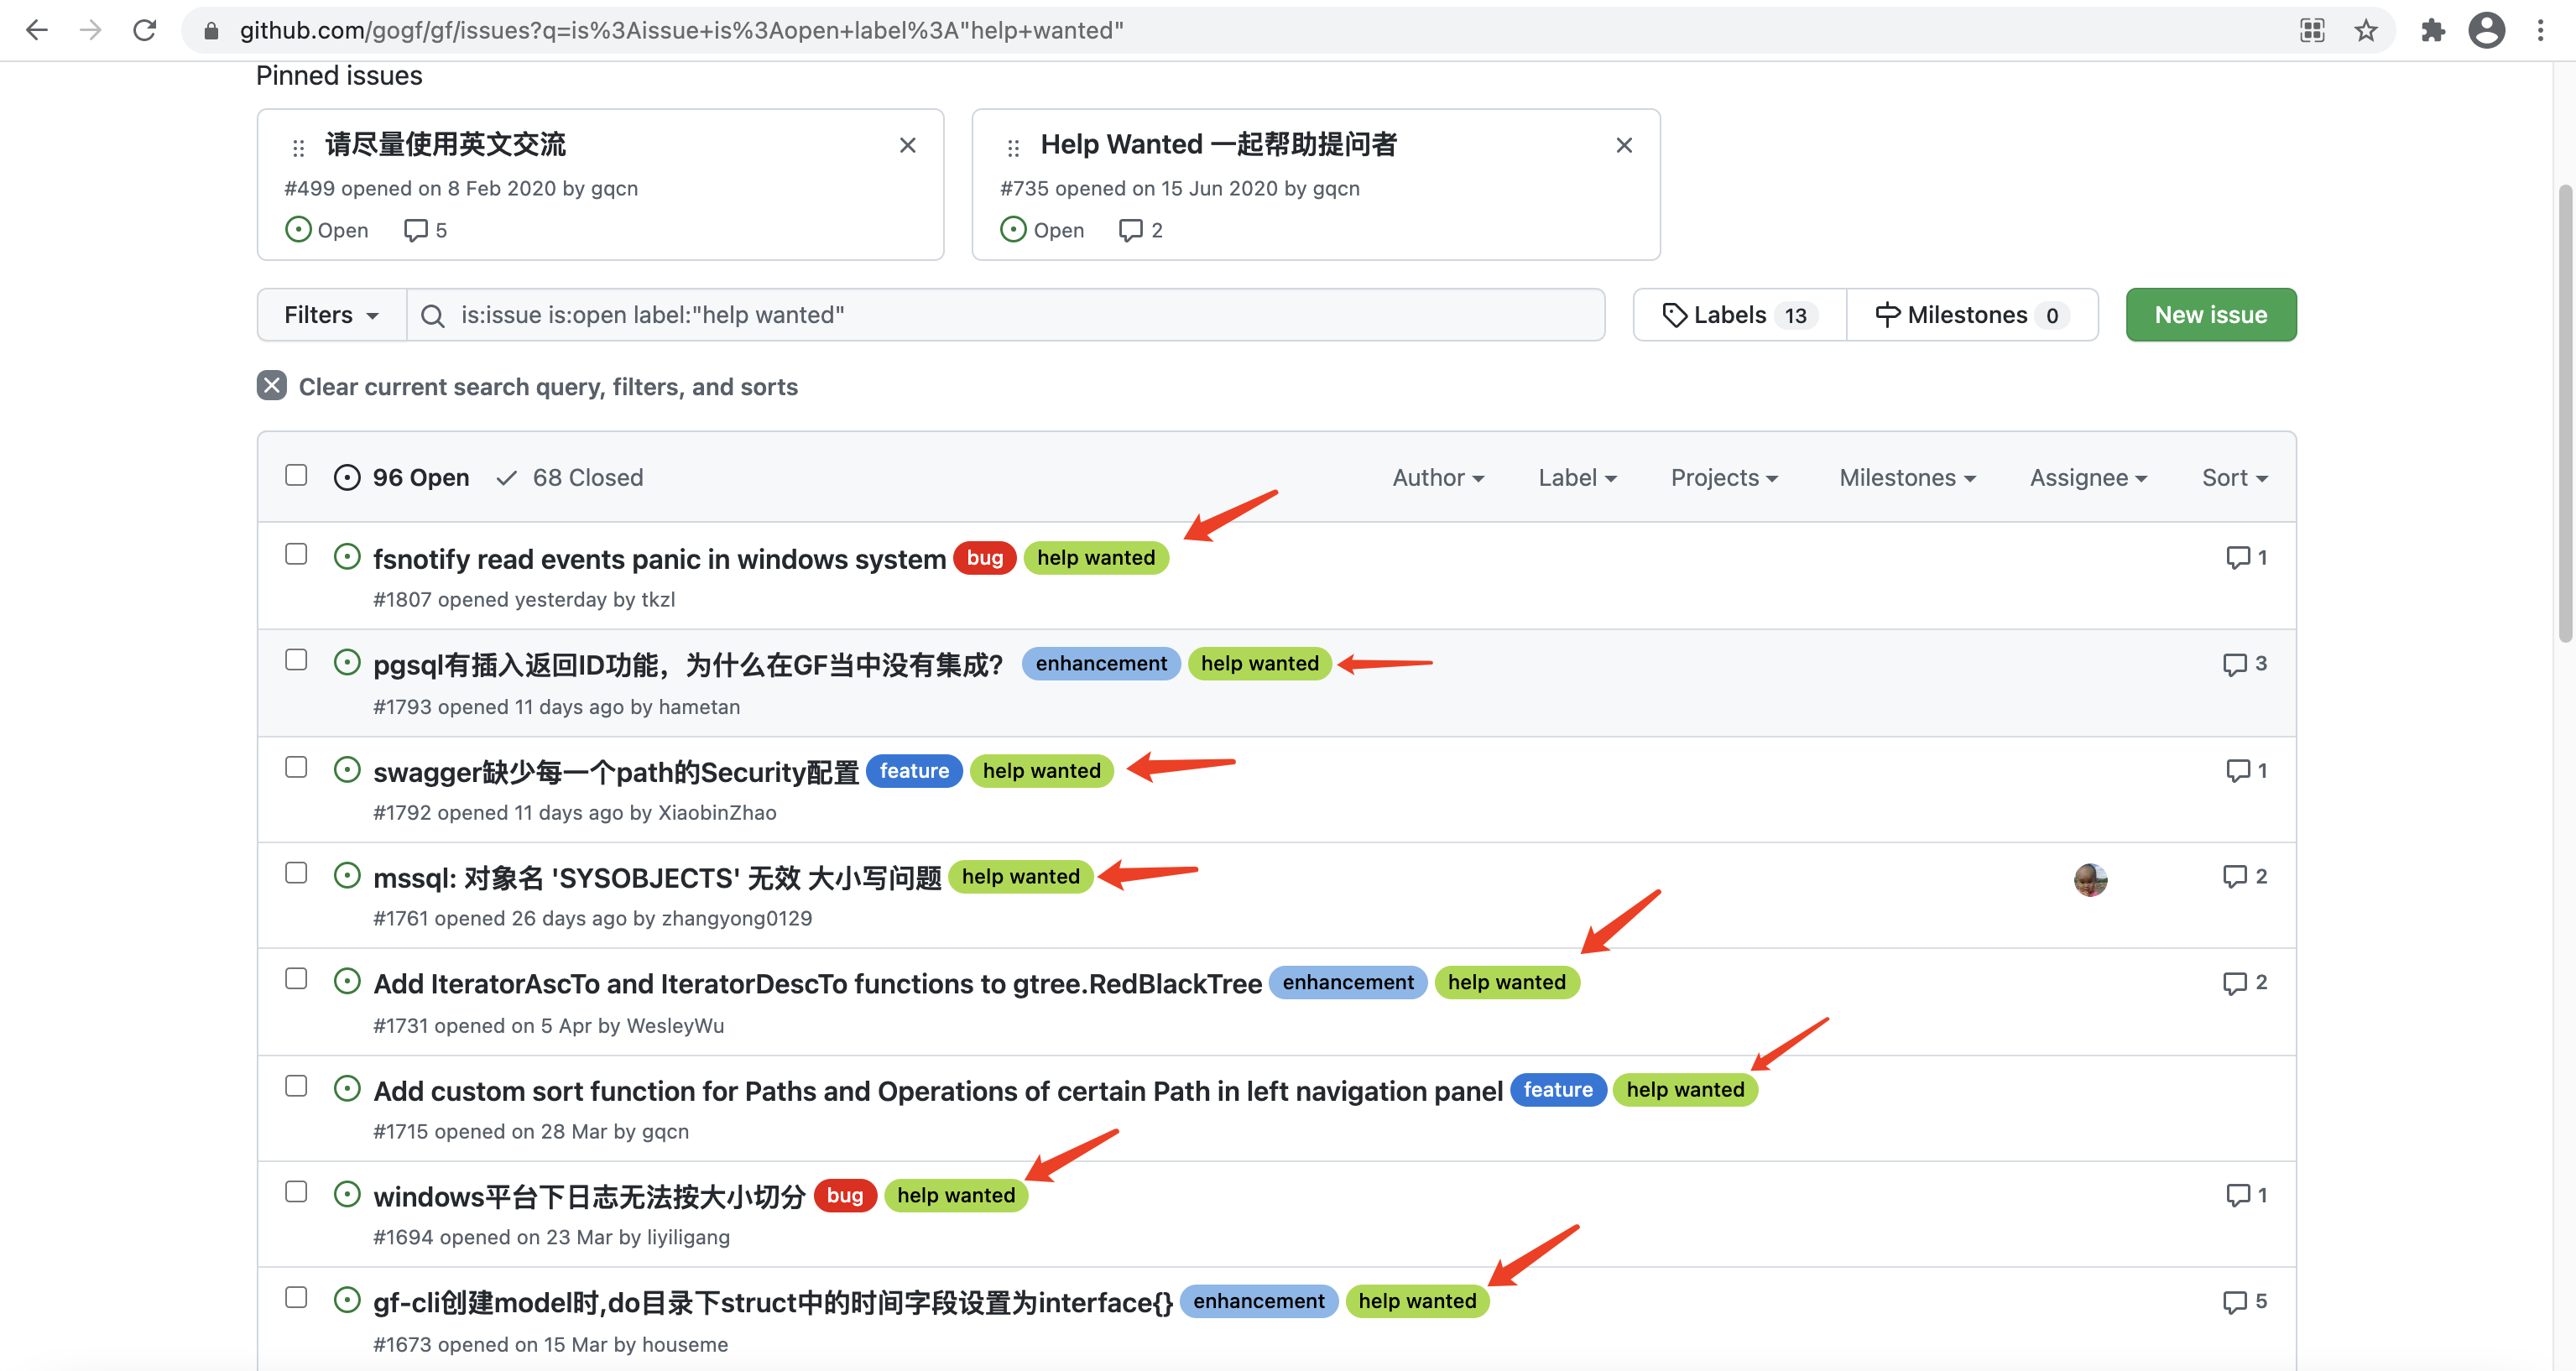 github.com/gogf/gf/issues?q=is%3Aissue+is%3Aopen+label%3A"help+wanted"
Pinned issues
请尽量使用英文交流
#499 opened on 8 Feb 2020 by gqcn
Open 5
Help Wanted 一起帮助提问者
#735 opened on 15 Jun 2020 by gqcn
Open 2
Filters is:issue is:open label:"help wanted" Labels 13 Milestones 0 New issue
Clear current search query, filters, and sorts
96 Open 68 Closed Author Label Projects Milestones Assignee Sort
fsnotify read events panic in windows system bug help wanted 1
#1807 opened yesterday by tkzl
pgsql有插入返回ID功能，为什么在GF当中没有集成？ enhancement help wanted 3
#1793 opened 11 days ago by hametan
swagger缺少每一个path的Security配置 feature help wanted 1
#1792 opened 11 days ago by XiaobinZhao
mssql: 对象名 'SYSOBJECTS' 无效 大小写问题 help wanted 2
#1761 opened 26 days ago by zhangyong0129
Add IteratorAscTo and IteratorDescTo functions to gtree.RedBlackTree enhancement help wanted 2
#1731 opened on 5 Apr by WesleyWu
Add custom sort function for Paths and Operations of certain Path in left navigation panel feature help wanted
#1715 opened on 28 Mar by gqcn
windows平台下日志无法按大小切分 bug help wanted 1
#1694 opened on 23 Mar by liyiligang
gf-cli创建model时,do目录下struct中的时间字段设置为interface{} enhancement help wanted 5
#1673 opened on 15 Mar by houseme